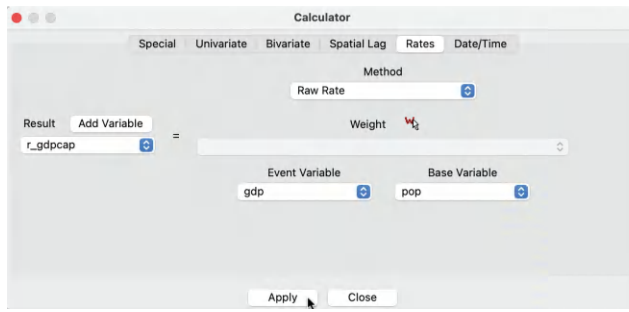 Calculator
Special Univariate Bivariate Spatial Lag Rates Date/Time
Method
Raw Rate
Result Add Variable
Weight W
r_gdpcap
=
Event Variable Base Variable
gdp pop
Apply Close